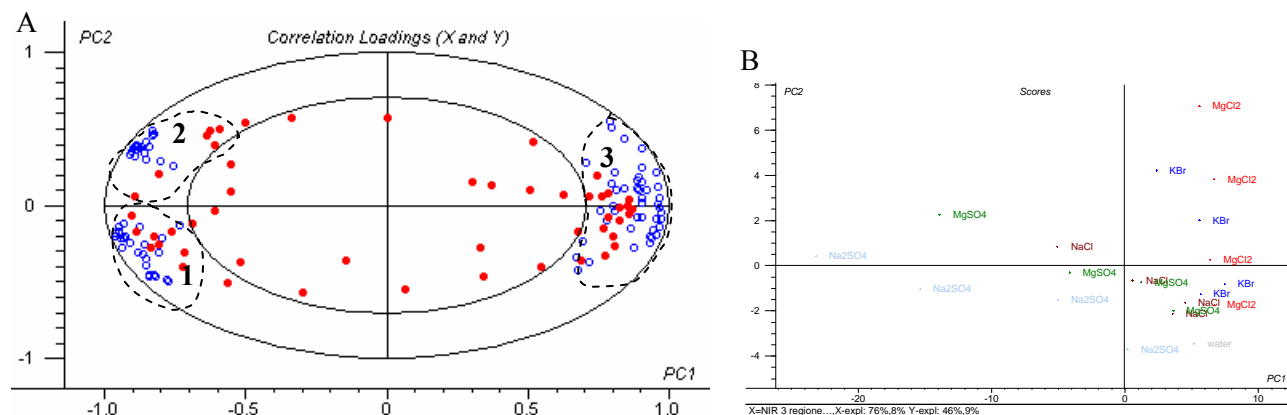 A
PC2
Correlation Loadings (X and Y)
1
0
-1
2
3
1
PC1
-1.0
-0.5
0
0.5
1.0
B
8
6
4
2
0
-2
-4
PC2
Scores
MgCl2
KBr
MgCl2
MgSO4
KBr
NaCl
Na2SO4
MgCl2
MgSO4
NaCl
MgSO4
KBr
Na2SO4
KBr
Na2SO4
NaCl
MgCl2
MgSO4
NaCl
water
Na2SO4
PC1
-20
-10
0
10
X=NIR 3 regione...,X-expl: 76%,8% Y-expl: 46%,9%